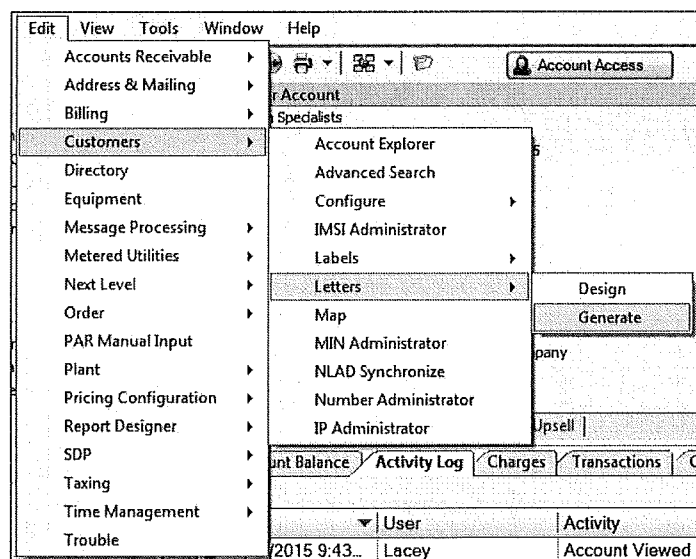 Edit View Tools Window Help
Accounts Receivable
Address & Mailing
Billing
Customers
Directory
Equipment
Message Processing
Metered Utilities
Next Level
Order
PAR Manual Input
Plant
Pricing Configuration
Report Designer
SDP
Taxing
Time Management
Trouble
Account Access
r Account
Specialists
Account Explorer
Advanced Search
Configure
IMSI Administrator
Labels
Letters
Map
MIN Administrator
NLAD Synchronize
Number Administrator
IP Administrator
Design
Generate
pany
Upsell
unt Balance Activity Log Charges Transactions
User Activity
/2015 9:43... Lacey Account Viewed